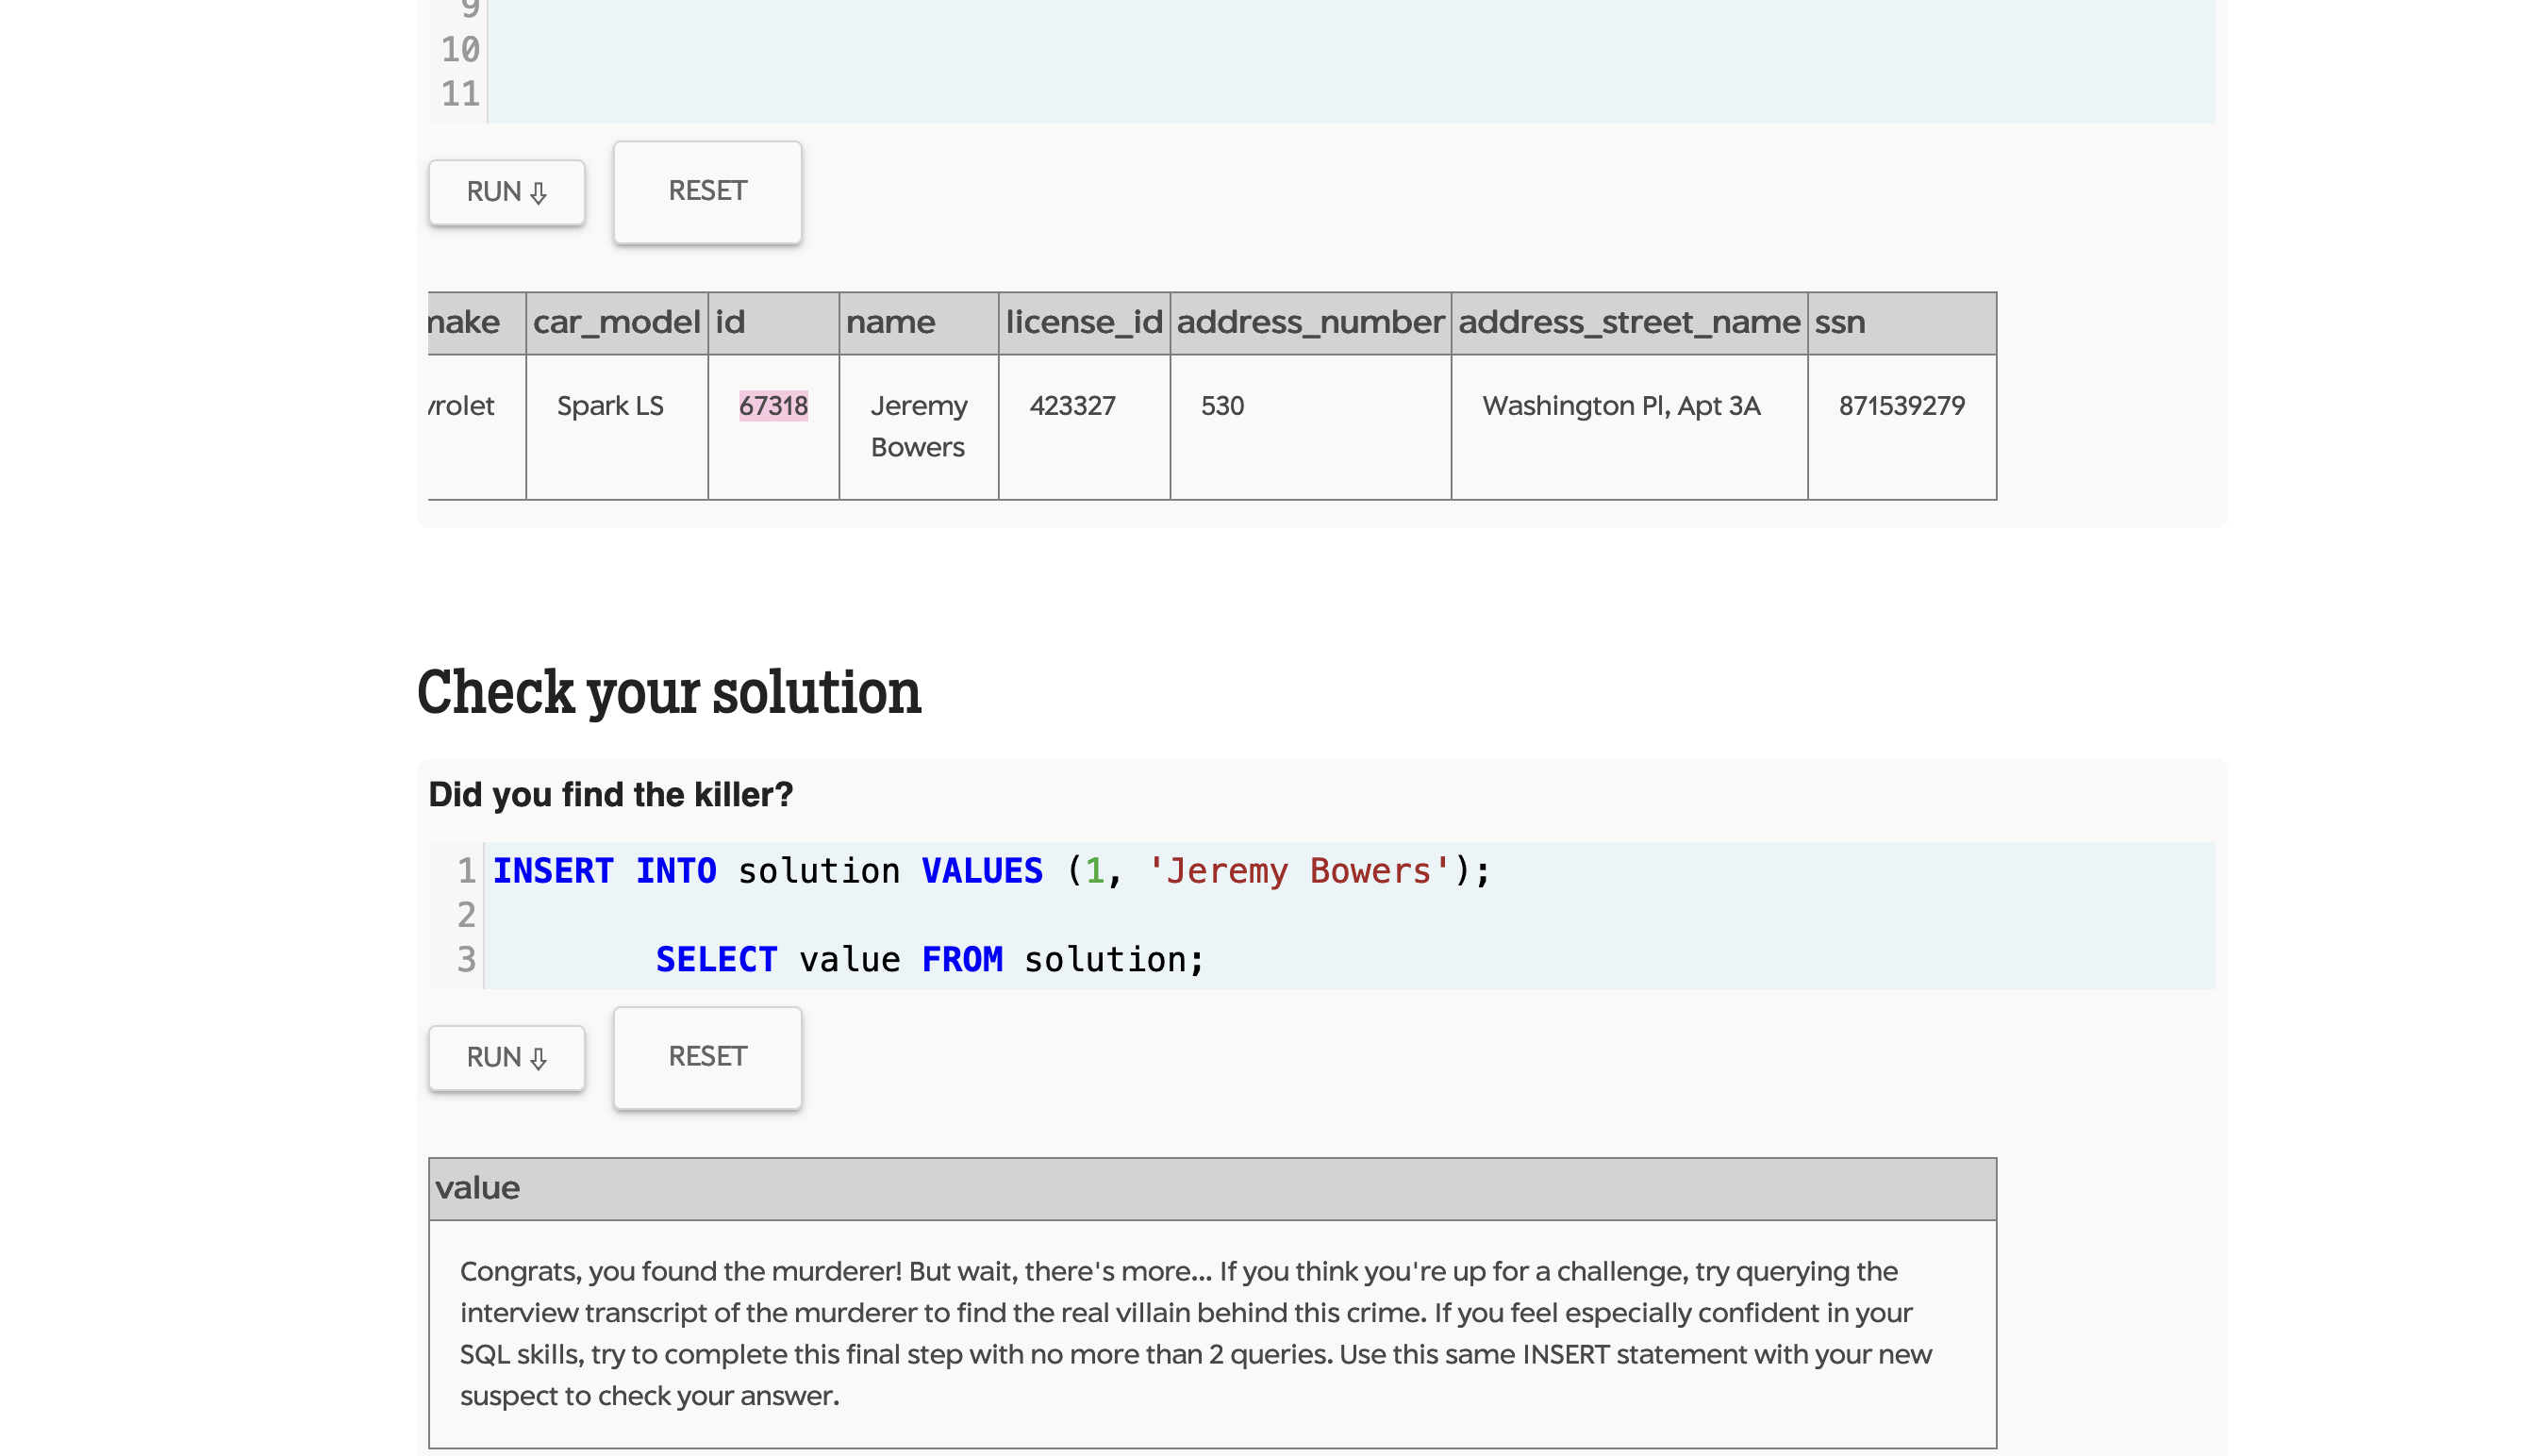 9
10
11
RUN ⇩ RESET
make car_model id name license_id address_number address_street_name ssn
vrolet Spark LS 67318 Jeremy 423327 530 Washington Pl, Apt 3A 871539279
Bowers
Check your solution
Did you find the killer?
1 INSERT INTO solution VALUES (1, 'Jeremy Bowers');
2
3 SELECT value FROM solution;
RUN ⇩ RESET
value
Congrats, you found the murderer! But wait, there's more... If you think you're up for a challenge, try querying the
interview transcript of the murderer to find the real villain behind this crime. If you feel especially confident in your
SQL skills, try to complete this final step with no more than 2 queries. Use this same INSERT statement with your new
suspect to check your answer.